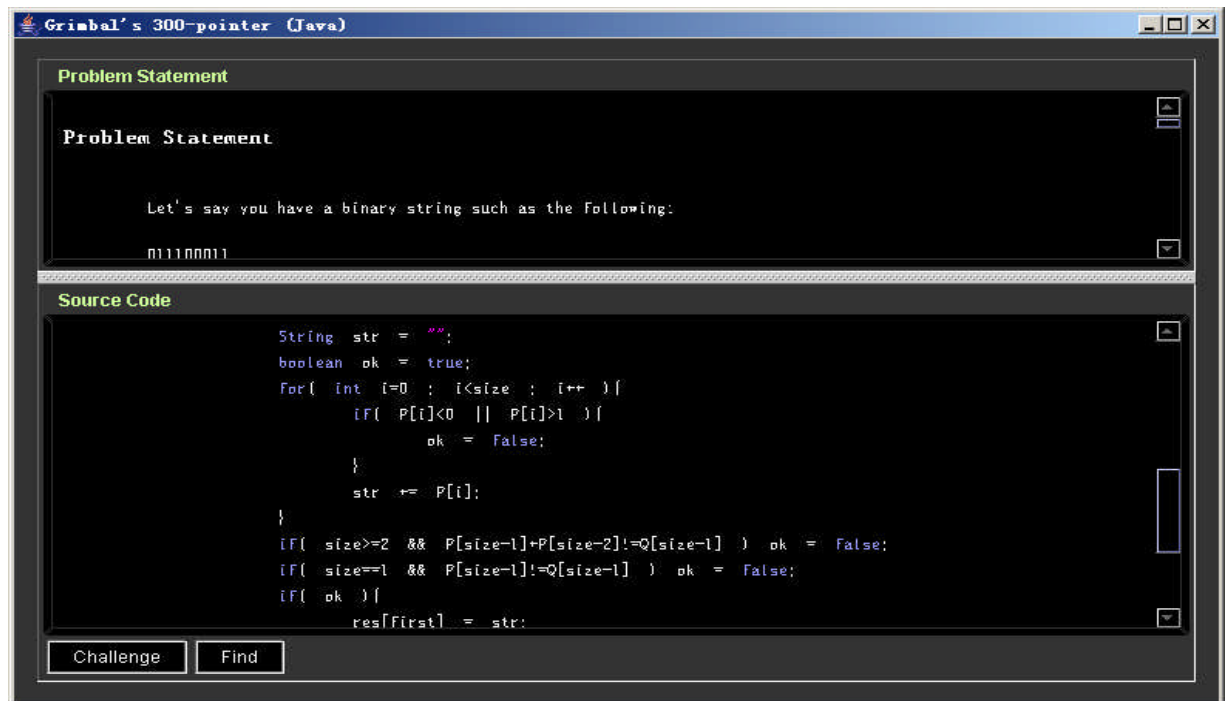 Grimbal's 300-pointer (Java)
Problem Statement
Problem Statement
Let's say you have a binary string such as the following:
011100011
Source Code
String str = "";
boolean ok = true;
for( int i=0 ; i<size ; i++ ){
if( P[i]<0 || P[i]>1 ){
ok = false;
}
str += P[i];
}
if( size>=2 && P[size-1]+P[size-2]!=Q[size-1] ) ok = false;
if( size==1 && P[size-1]!=Q[size-1] ) ok = false;
if( ok ){
res[first] = str;
Challenge Find